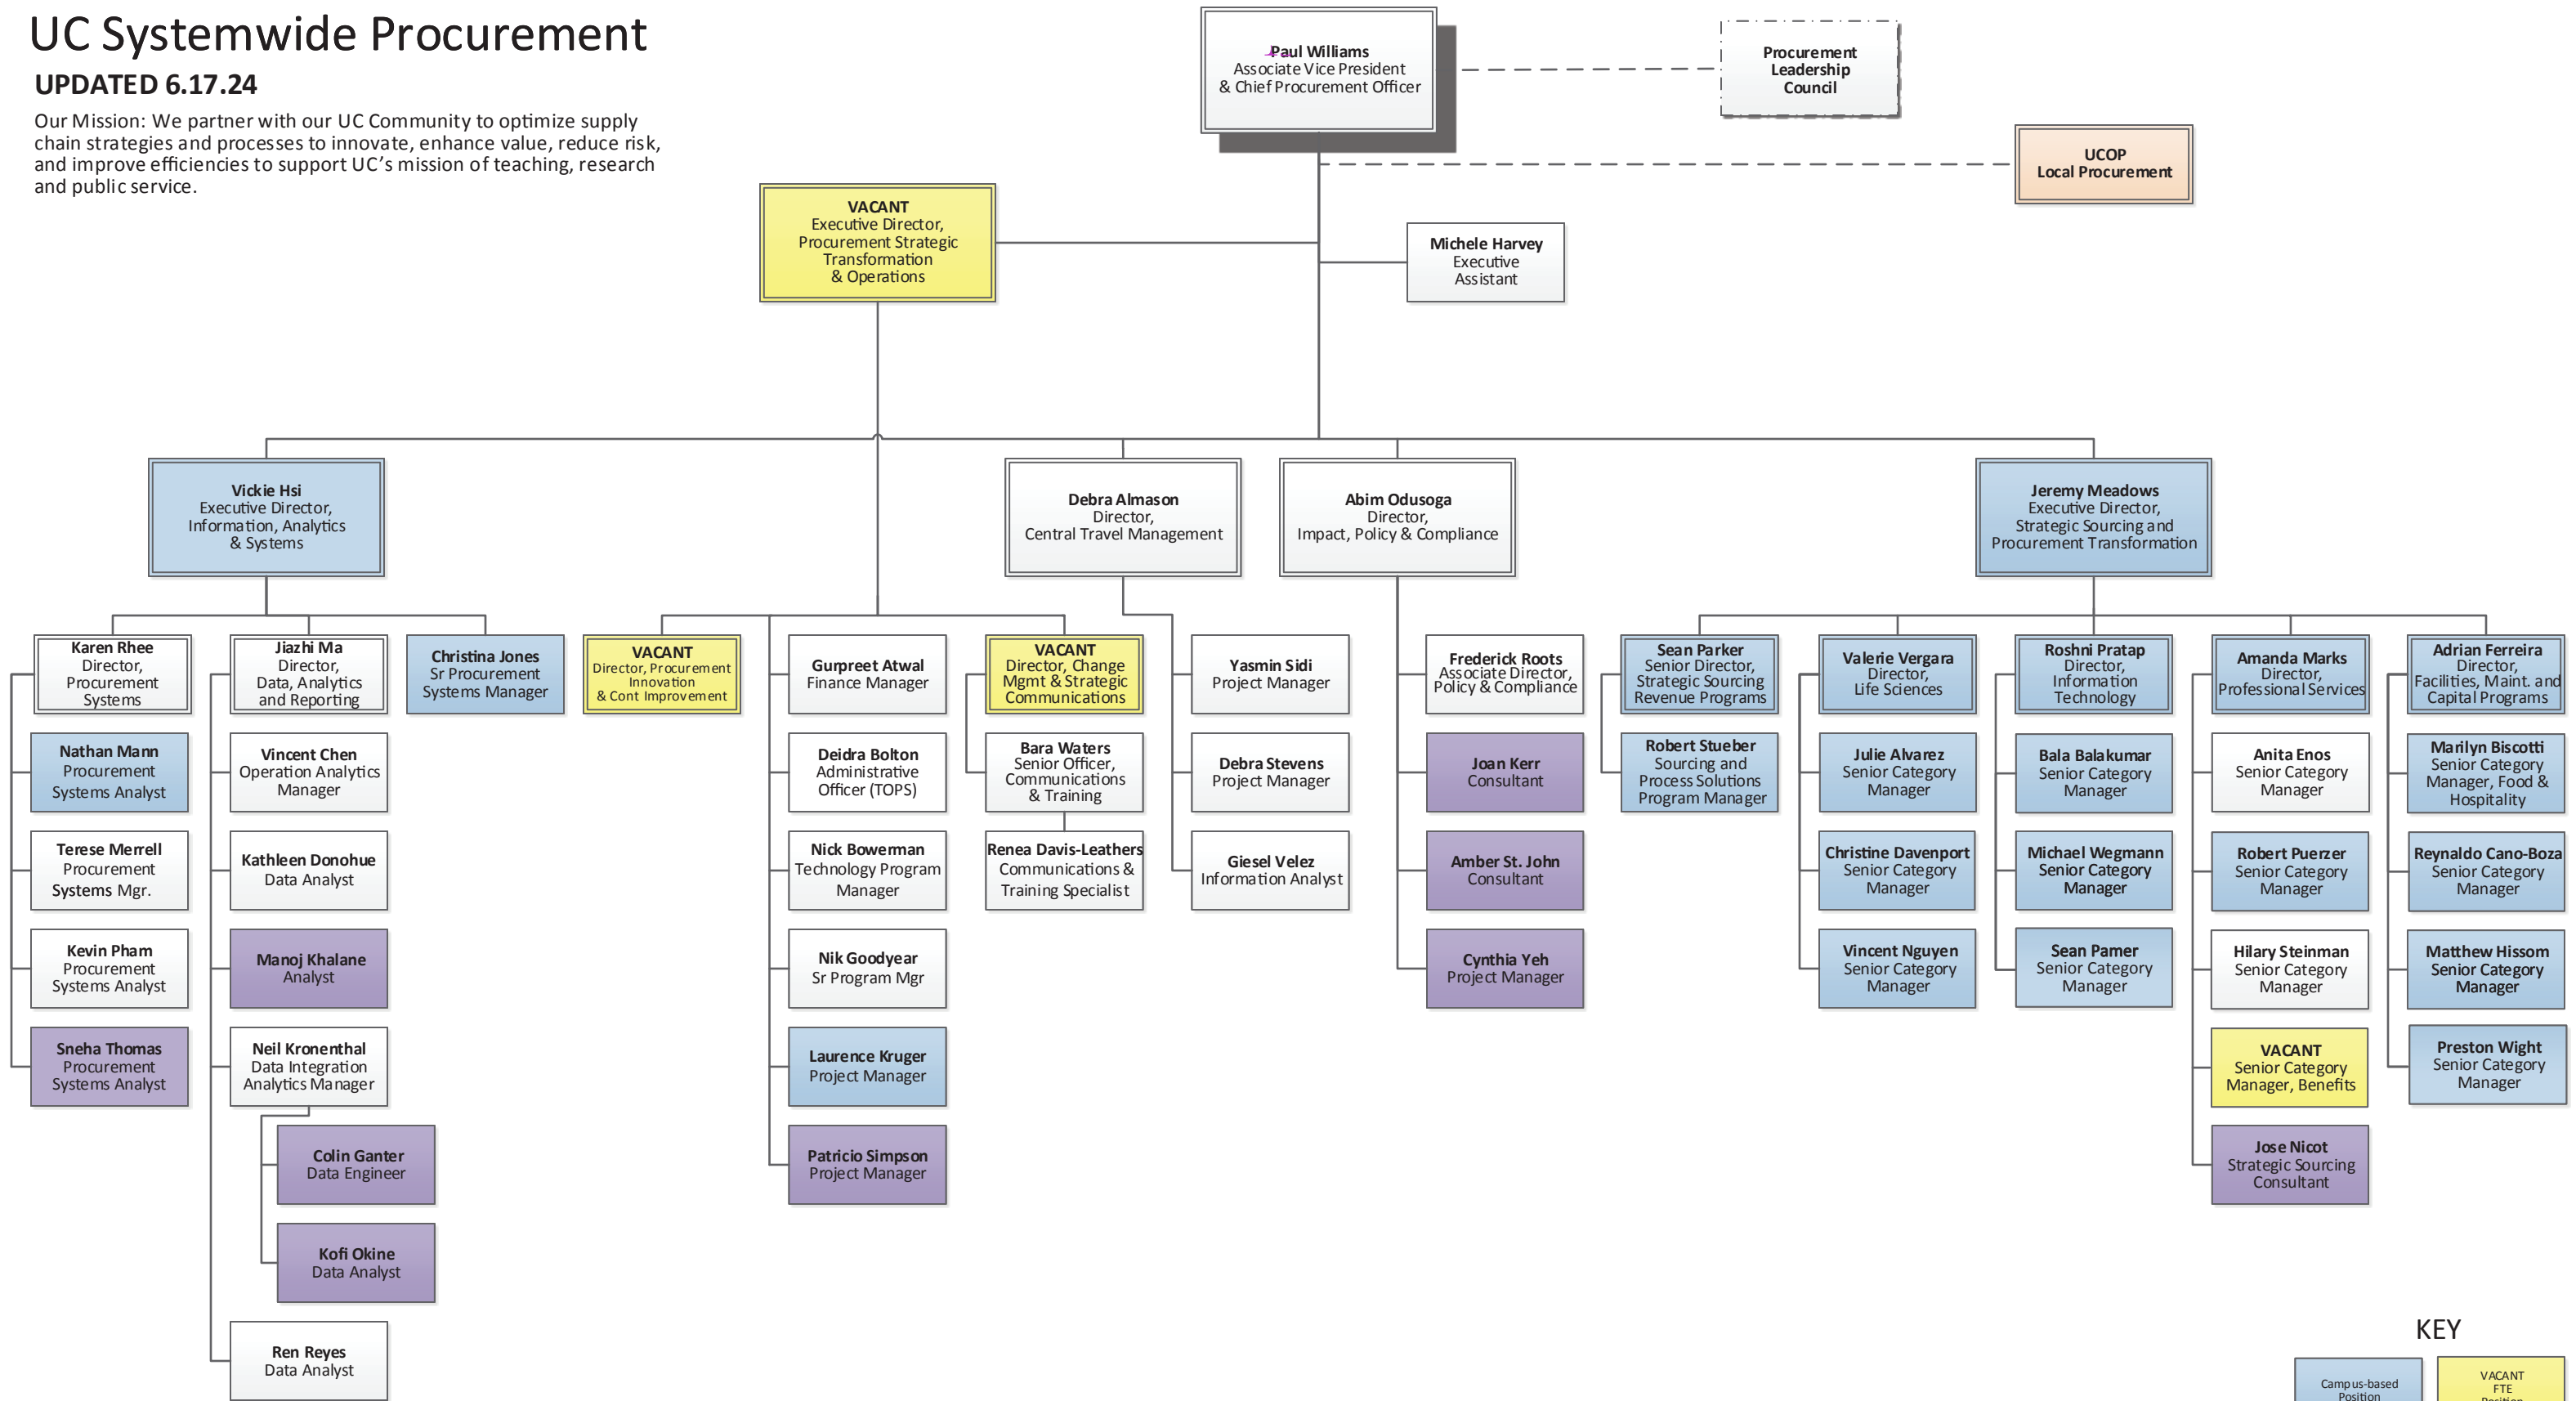 UC Systemwide Procurement
UPDATED 6.17.24
Our Mission: We partner with our UC Community to optimize supply
chain strategies and processes to innovate, enhance value, reduce risk,
and improve efficiencies to support UC's mission of teaching, research
and public service.
Paul Williams
Associate Vice President
& Chief Procurement Officer
Procurement
Leadership
Council
UCOP
Local Procurement
VACANT
Executive Director,
Procurement Strategic
Transformation
& Operations
Michele Harvey
Executive
Assistant
Vickie Hsi
Executive Director,
Information, Analytics
& Systems
Debra Almason
Director,
Central Travel Management
Abim Odusoga
Director,
Impact, Policy & Compliance
Jeremy Meadows
Executive Director,
Strategic Sourcing and
Procurement Transformation
Karen Rhee
Director,
Procurement
Systems
Nathan Mann
Procurement
Systems Analyst
Terese Merrell
Procurement
Systems Mgr.
Kevin Pham
Procurement
Systems Analyst
Sneha Thomas
Procurement
Systems Analyst
Jiazhi Ma
Director,
Data, Analytics
and Reporting
Vincent Chen
Operation Analytics
Manager
Kathleen Donohue
Data Analyst
Manoj Khalane
Analyst
Neil Kronenthal
Data Integration
Analytics Manager
Colin Ganter
Data Engineer
Kofi Okine
Data Analyst
Ren Reyes
Data Analyst
Christina Jones
Sr Procurement
Systems Manager
VACANT
Director, Procurement
Innovation
& Cont Improvement
Gurpreet Atwal
Finance Manager
Deidra Bolton
Administrative
Officer (TOPS)
Nick Bowerman
Technology Program
Manager
Nik Goodyear
Sr Program Mgr
Laurence Kruger
Project Manager
Patricio Simpson
Project Manager
VACANT
Director, Change
Mgmt & Strategic
Communications
Bara Waters
Senior Officer,
Communications
& Training
Renea Davis-Leathers
Communications &
Training Specialist
Yasmin Sidi
Project Manager
Debra Stevens
Project Manager
Giesel Velez
Information Analyst
Frederick Roots
Associate Director,
Policy & Compliance
Joan Kerr
Consultant
Amber St. John
Consultant
Cynthia Yeh
Project Manager
Sean Parker
Senior Director,
Strategic Sourcing
Revenue Programs
Robert Stueber
Sourcing and
Process Solutions
Program Manager
Valerie Vergara
Director,
Life Sciences
Julie Alvarez
Senior Category
Manager
Christine Davenport
Senior Category
Manager
Vincent Nguyen
Senior Category
Manager
Roshni Pratap
Director,
Information
Technology
Bala Balakumar
Senior Category
Manager
Michael Wegmann
Senior Category
Manager
Sean Pamer
Senior Category
Manager
Amanda Marks
Director,
Professional Services
Anita Enos
Senior Category
Manager
Robert Puerzer
Senior Category
Manager
Hilary Steinman
Senior Category
Manager
VACANT
Senior Category
Manager, Benefits
Jose Nicot
Strategic Sourcing
Consultant
Adrian Ferreira
Director,
Facilities, Maint. and
Capital Programs
Marilyn Biscotti
Senior Category
Manager, Food &
Hospitality
Reynaldo Cano-Boza
Senior Category
Manager
Matthew Hissom
Senior Category
Manager
Preston Wight
Senior Category
Manager
KEY
Campus-based
Position
VACANT
FTE
Position